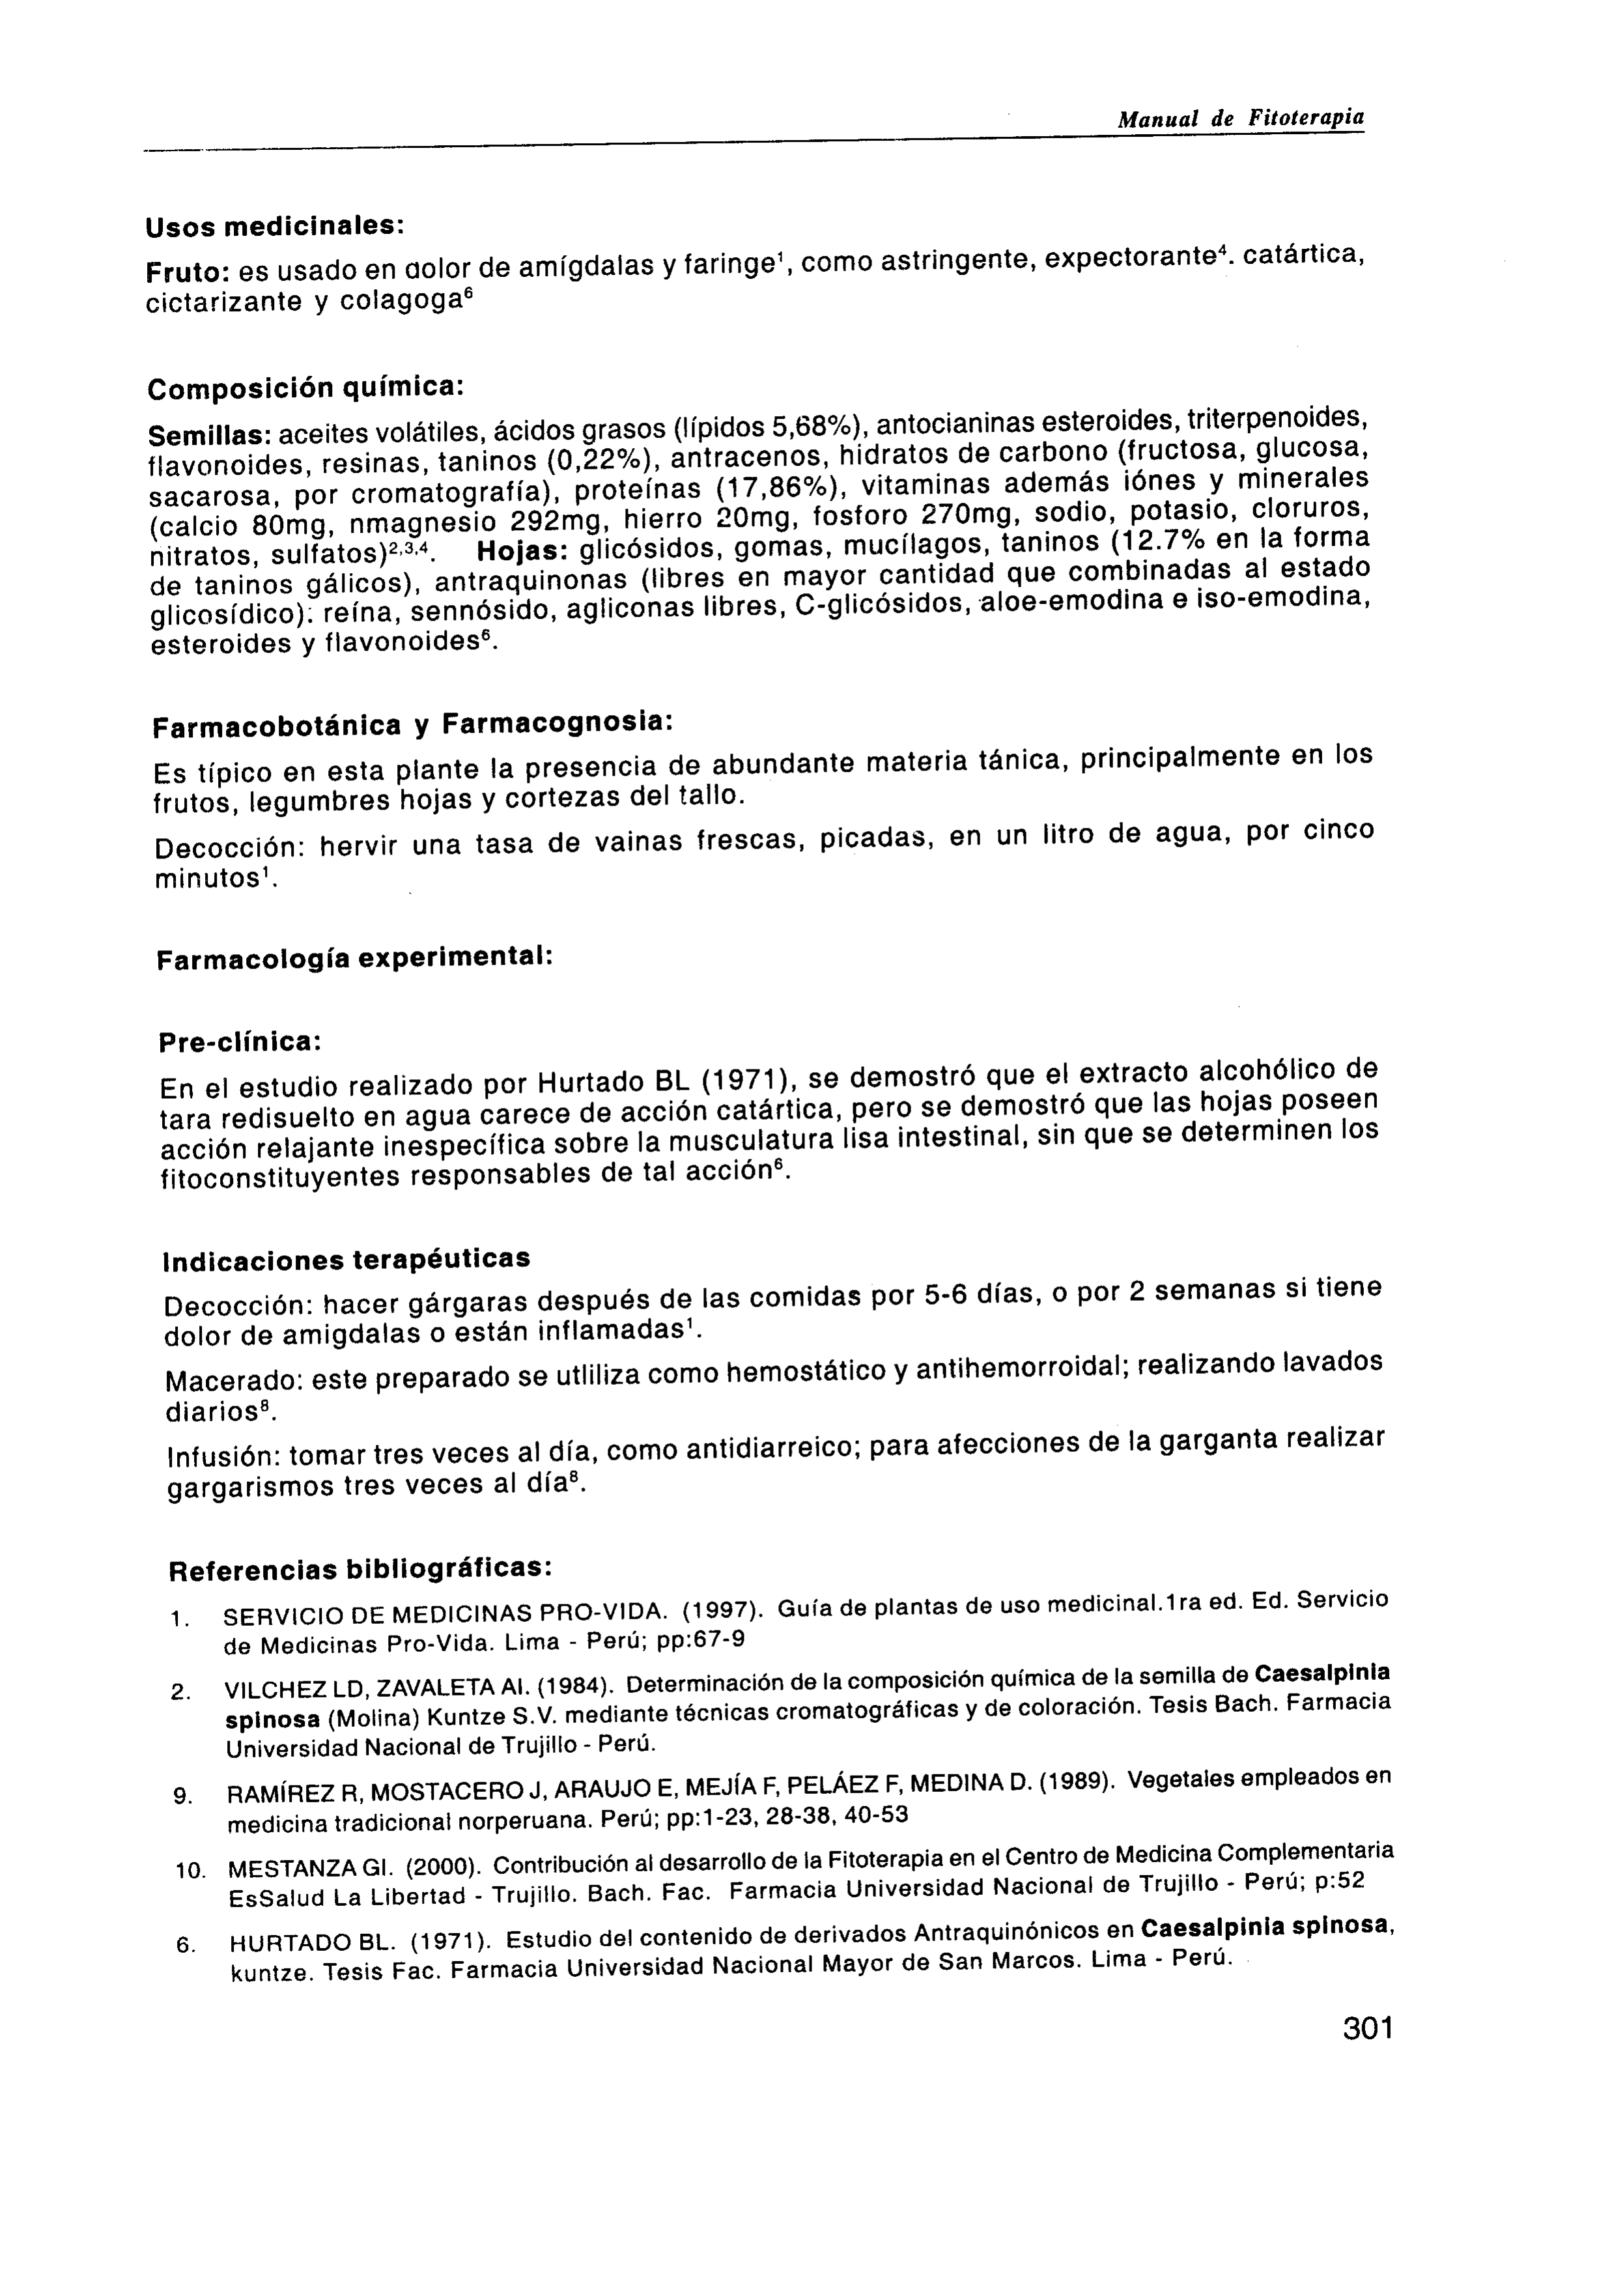 Manual de Fitoterapia
Usos medicinales:
Fruto: es usado en dolor de amígdalas y faringe¹, como astringente, expectorante⁴. catártica,
cictarizante y colagoga⁶
Composición química:
Semillas: aceites volátiles, ácidos grasos (lípidos 5,68%), antocianinas esteroides, triterpenoides,
flavonoides, resinas, taninos (0,22%), antracenos, hidratos de carbono (fructosa, glucosa,
sacarosa, por cromatografía), proteínas (17,86%), vitaminas además iónes y minerales
(calcio 80mg, nmagnesio 292mg, hierro 20mg, fosforo 270mg, sodio, potasio, cloruros,
nitratos, sulfatos)²,³,⁴. Hojas: glicósidos, gomas, mucílagos, taninos (12.7% en la forma
de taninos gálicos), antraquinonas (libres en mayor cantidad que combinadas al estado
glicosídico): reína, sennósido, agliconas libres, C-glicósidos, aloe-emodina e iso-emodina,
esteroides y flavonoides⁶.
Farmacobotánica y Farmacognosia:
Es típico en esta plante la presencia de abundante materia tánica, principalmente en los
frutos, legumbres hojas y cortezas del tallo.
Decocción: hervir una tasa de vainas frescas, picadas, en un litro de agua, por cinco
minutos¹.
Farmacología experimental:
Pre-clínica:
En el estudio realizado por Hurtado BL (1971), se demostró que el extracto alcohólico de
tara redisuelto en agua carece de acción catártica, pero se demostró que las hojas poseen
acción relajante inespecífica sobre la musculatura lisa intestinal, sin que se determinen los
fitoconstituyentes responsables de tal acción⁶.
Indicaciones terapéuticas
Decocción: hacer gárgaras después de las comidas por 5-6 días, o por 2 semanas si tiene
dolor de amigdalas o están inflamadas¹.
Macerado: este preparado se utliliza como hemostático y antihemorroidal; realizando lavados
diarios⁸.
Infusión: tomar tres veces al día, como antidiarreico; para afecciones de la garganta realizar
gargarismos tres veces al día⁸.
Referencias bibliográficas:
1. SERVICIO DE MEDICINAS PRO-VIDA. (1997). Guía de plantas de uso medicinal.1ra ed. Ed. Servicio
de Medicinas Pro-Vida. Lima - Perú; pp:67-9
2. VILCHEZ LD, ZAVALETA AI. (1984). Determinación de la composición química de la semilla de Caesalpinia
spinosa (Molina) Kuntze S.V. mediante técnicas cromatográficas y de coloración. Tesis Bach. Farmacia
Universidad Nacional de Trujillo - Perú.
9. RAMÍREZ R, MOSTACERO J, ARAUJO E, MEJÍA F, PELÁEZ F, MEDINA D. (1989). Vegetales empleados en
medicina tradicional norperuana. Perú; pp:1-23, 28-38, 40-53
10. MESTANZA GI. (2000). Contribución al desarrollo de la Fitoterapia en el Centro de Medicina Complementaria
EsSalud La Libertad - Trujillo. Bach. Fac. Farmacia Universidad Nacional de Trujillo - Perú; p:52
6. HURTADO BL. (1971). Estudio del contenido de derivados Antraquinónicos en Caesalpinia spinosa,
kuntze. Tesis Fac. Farmacia Universidad Nacional Mayor de San Marcos. Lima - Perú.
301